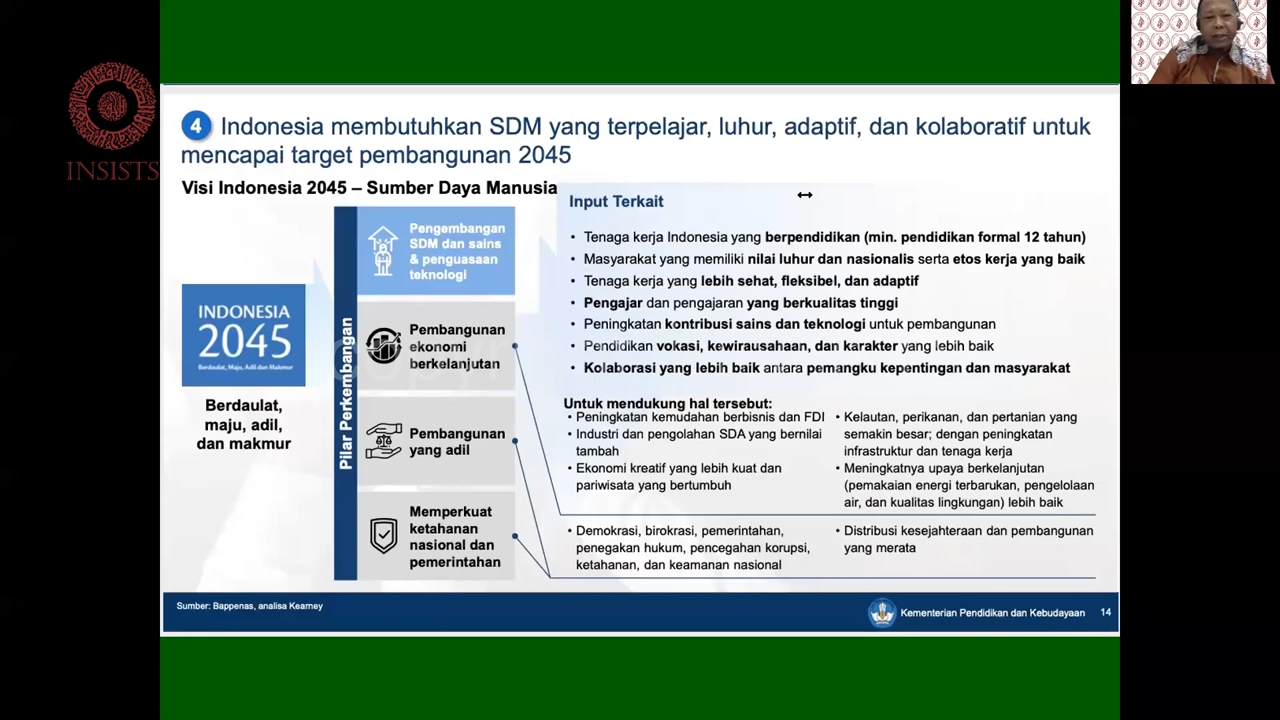 INSISTS
4 Indonesia membutuhkan SDM yang terpelajar, luhur, adaptif, dan kolaboratif untuk
mencapai target pembangunan 2045
Visi Indonesia 2045 – Sumber Daya Manusia
INDONESIA
2045
Berdaulat, Maju, Adil dan Makmur
Berdaulat,
maju, adil,
dan makmur
Pilar Perkembangan
Pengembangan
SDM dan sains
& penguasaan
teknologi
Pembangunan
ekonomi
berkelanjutan
Pembangunan
yang adil
Memperkuat
ketahanan
nasional dan
pemerintahan
Input Terkait
• Tenaga kerja Indonesia yang berpendidikan (min. pendidikan formal 12 tahun)
• Masyarakat yang memiliki nilai luhur dan nasionalis serta etos kerja yang baik
• Tenaga kerja yang lebih sehat, fleksibel, dan adaptif
• Pengajar dan pengajaran yang berkualitas tinggi
• Peningkatan kontribusi sains dan teknologi untuk pembangunan
• Pendidikan vokasi, kewirausahaan, dan karakter yang lebih baik
• Kolaborasi yang lebih baik antara pemangku kepentingan dan masyarakat
Untuk mendukung hal tersebut:
• Peningkatan kemudahan berbisnis dan FDI
• Industri dan pengolahan SDA yang bernilai
tambah
• Ekonomi kreatif yang lebih kuat dan
pariwisata yang bertumbuh
• Kelautan, perikanan, dan pertanian yang
semakin besar; dengan peningkatan
infrastruktur dan tenaga kerja
• Meningkatnya upaya berkelanjutan
(pemakaian energi terbarukan, pengelolaan
air, dan kualitas lingkungan) lebih baik
• Demokrasi, birokrasi, pemerintahan,
penegakan hukum, pencegahan korupsi,
ketahanan, dan keamanan nasional
• Distribusi kesejahteraan dan pembangunan
yang merata
Sumber: Bappenas, analisa Kearney
Kementerian Pendidikan dan Kebudayaan 14